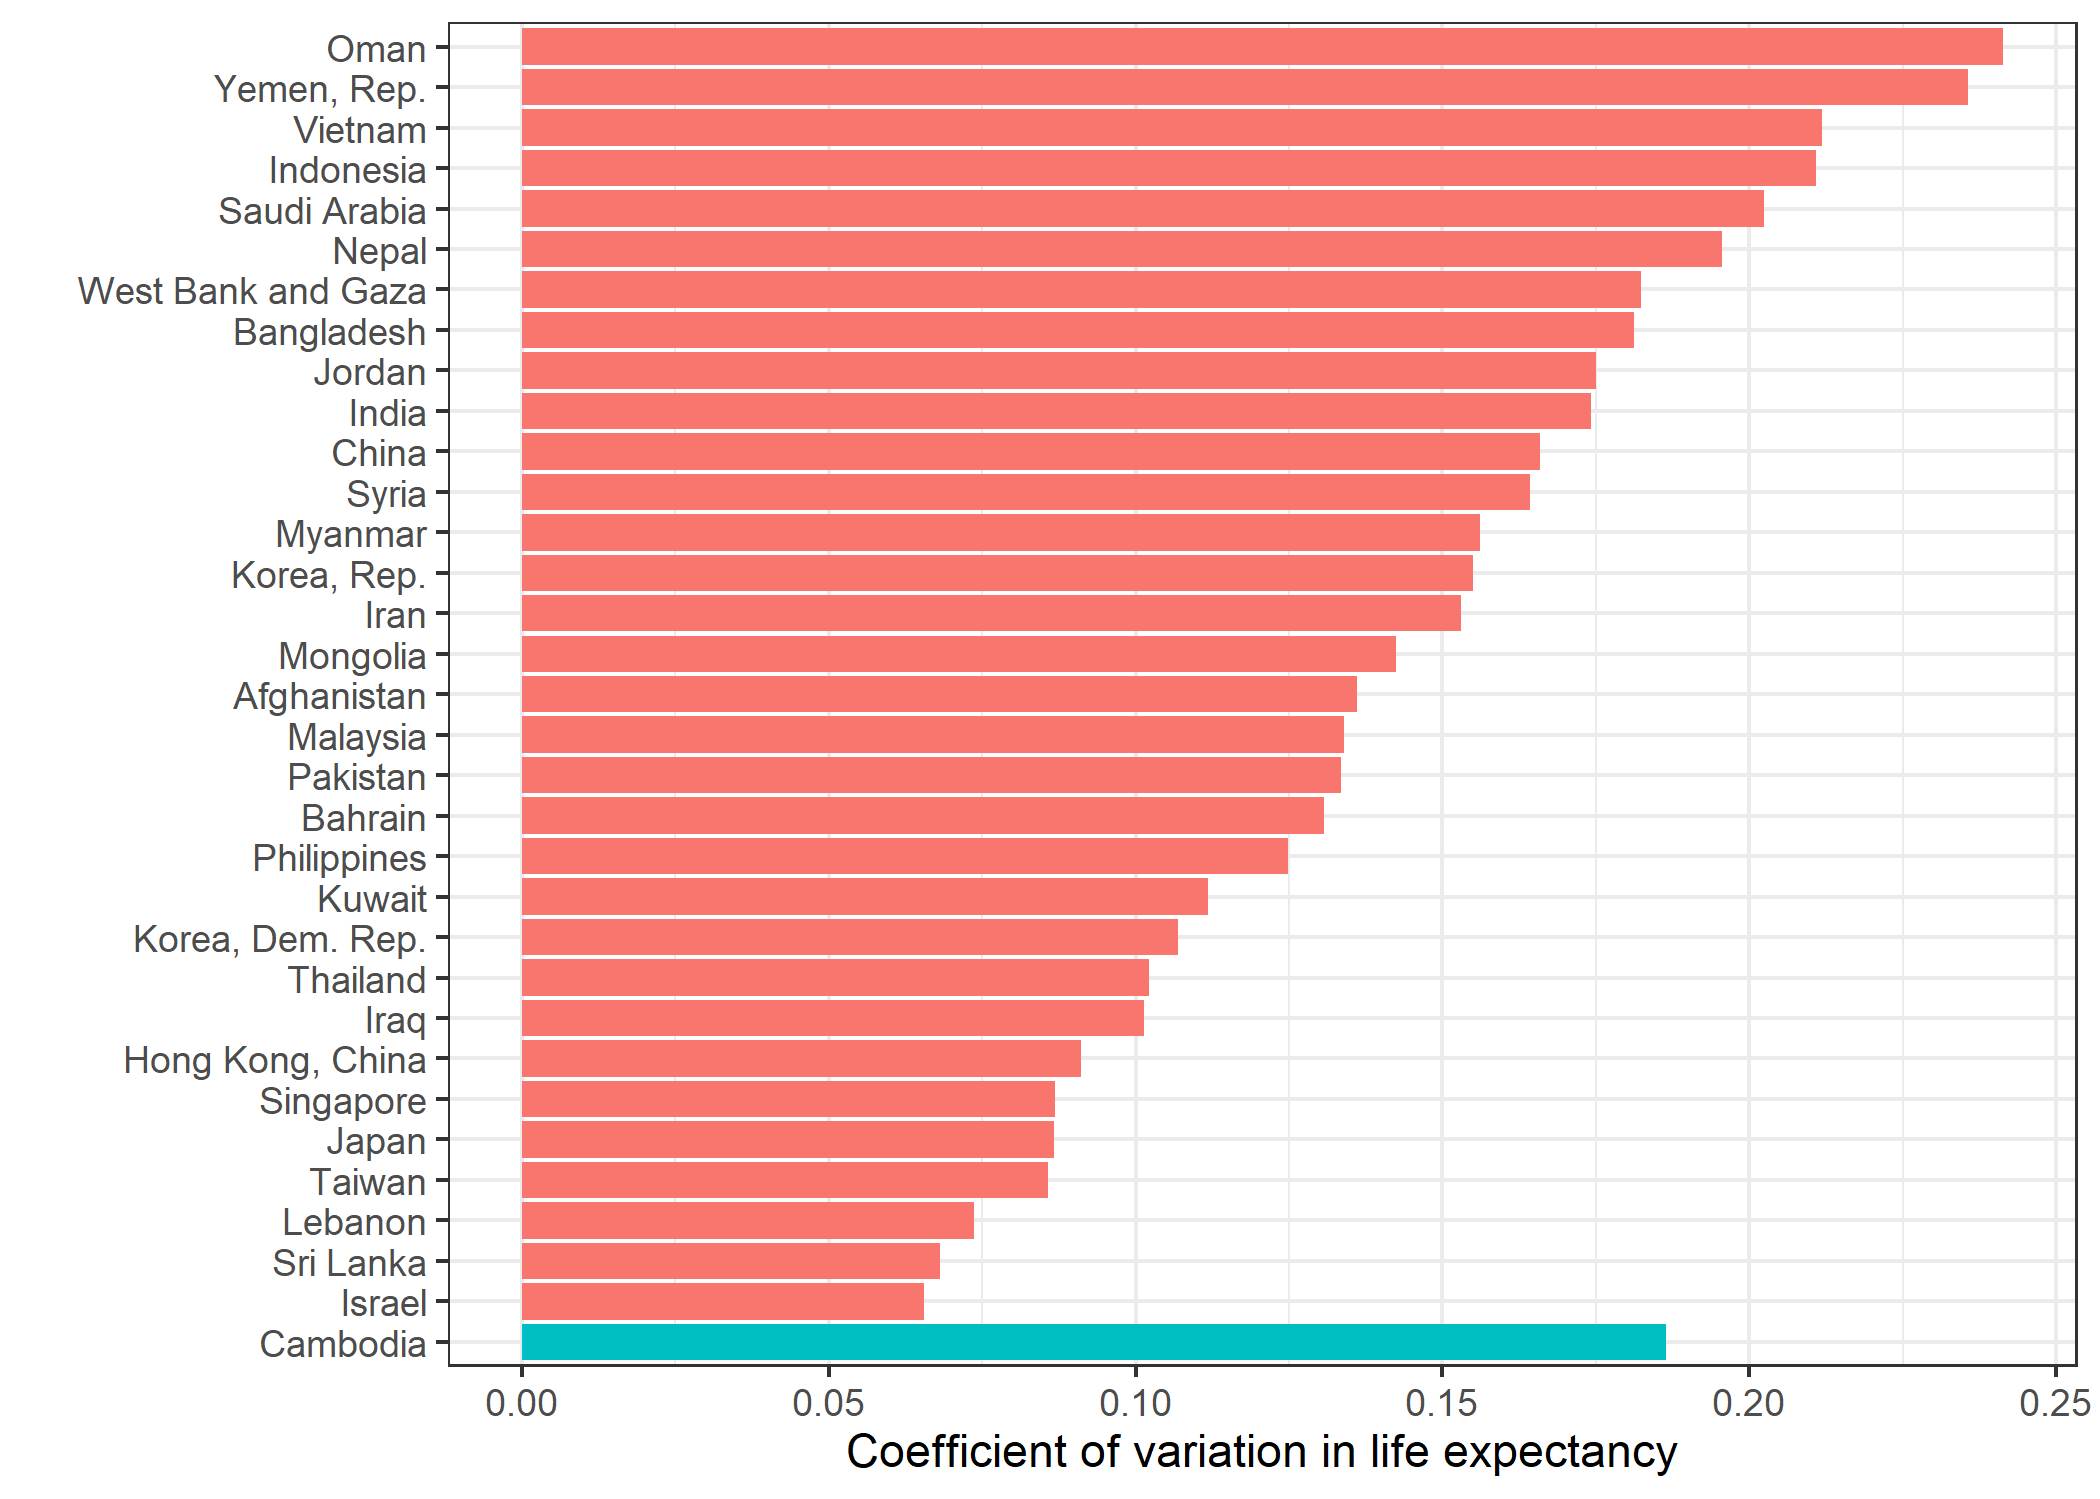 Oman
Yemen, Rep.
Vietnam
Indonesia
Saudi Arabia
Nepal
West Bank and Gaza
Bangladesh
Jordan
India
China
Syria
Myanmar
Korea, Rep.
Iran
Mongolia
Afghanistan
Malaysia
Pakistan
Bahrain
Philippines
Kuwait
Korea, Dem. Rep.
Thailand
Iraq
Hong Kong, China
Singapore
Japan
Taiwan
Lebanon
Sri Lanka
Israel
Cambodia
0.00 0.05 0.10 0.15 0.20 0.25
Coefficient of variation in life expectancy